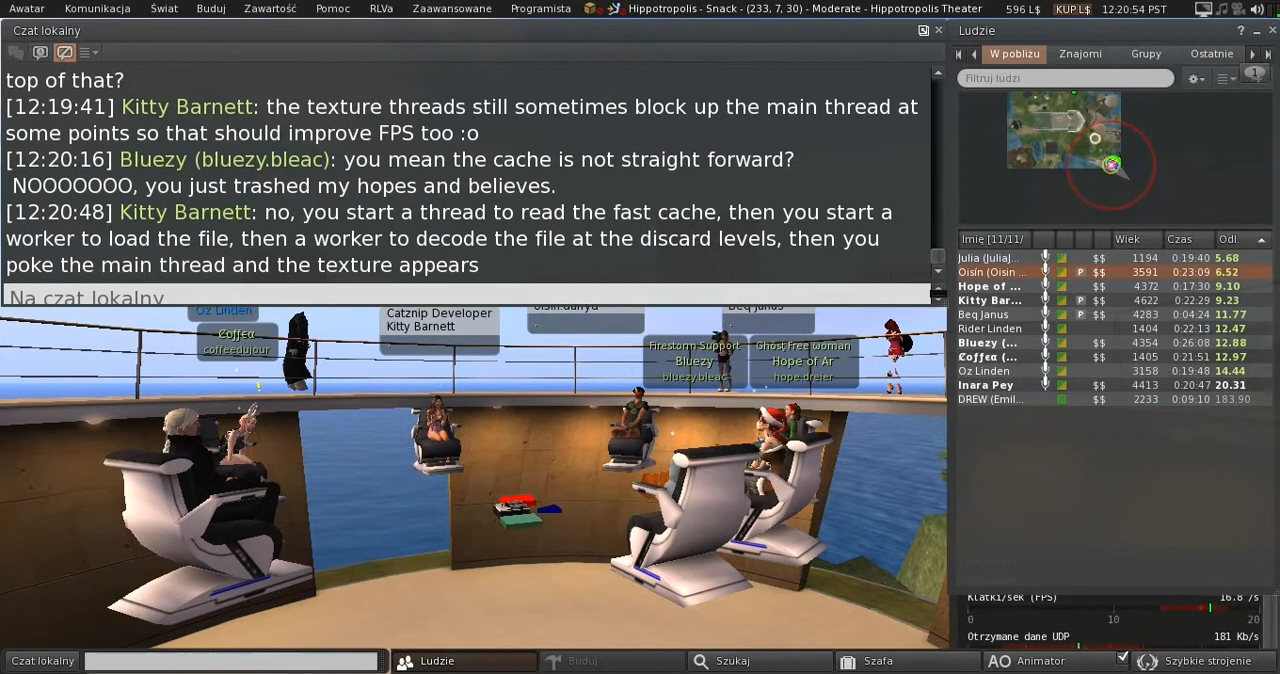 Awatar Komunikacja Świat Buduj Zawartość Pomoc RLVa Zaawansowane Programista Hippotropolis - Snack - (233, 7, 30) - Moderate - Hippotropolis Theater 596 L$ KUP L$ 12:20:54 PST
Czat lokalny
top of that?
[12:19:41] Kitty Barnett: the texture threads still sometimes block up the main thread at
some points so that should improve FPS too :o
[12:20:16] Bluezy (bluezy.bleac): you mean the cache is not straight forward?
NOOOOOOO, you just trashed my hopes and believes.
[12:20:48] Kitty Barnett: no, you start a thread to read the fast cache, then you start a
worker to load the file, then a worker to decode the file at the discard levels, then you
poke the main thread and the texture appears
Na czat lokalny
Ludzie
W pobliżu Znajomi Grupy Ostatnie
Filtruj ludzi
1
Imię [11/11/ Wiek Czas Odl.
Julia (JuliaJ... $$ 1194 0:19:40 5.68
Oisín (Oisin ... P $$ 3591 0:23:09 6.52
Hope of ... $$ 4372 0:17:30 9.10
Kitty Bar... P $$ 4622 0:22:29 9.23
Beq Janus P $$ 4283 0:04:24 11.77
Rider Linden 1404 0:22:13 12.47
Bluezy (... $$ 4354 0:26:08 12.88
Coffee (... $$ 1405 0:21:51 12.97
Oz Linden 3158 0:19:48 14.44
Inara Pey $$ 4413 0:20:47 20.31
DREW (Emil... $$ 2233 0:09:10 183.90
Oz Linden
Coffee
coffeedujour
Catznip Developer
Kitty Barnett
Beq Janus
Firestorm Support
Bluezy
bluezy.bleac
Ghost Free woman
Hope of Ar
hope.dreier
Klatki/sek (FPS) 16.8 /s
0 10 20
Otrzymane dane UDP 181 Kb/s
Czat lokalny Ludzie Buduj Szukaj Szafa AO Animator Szybkie strojenie